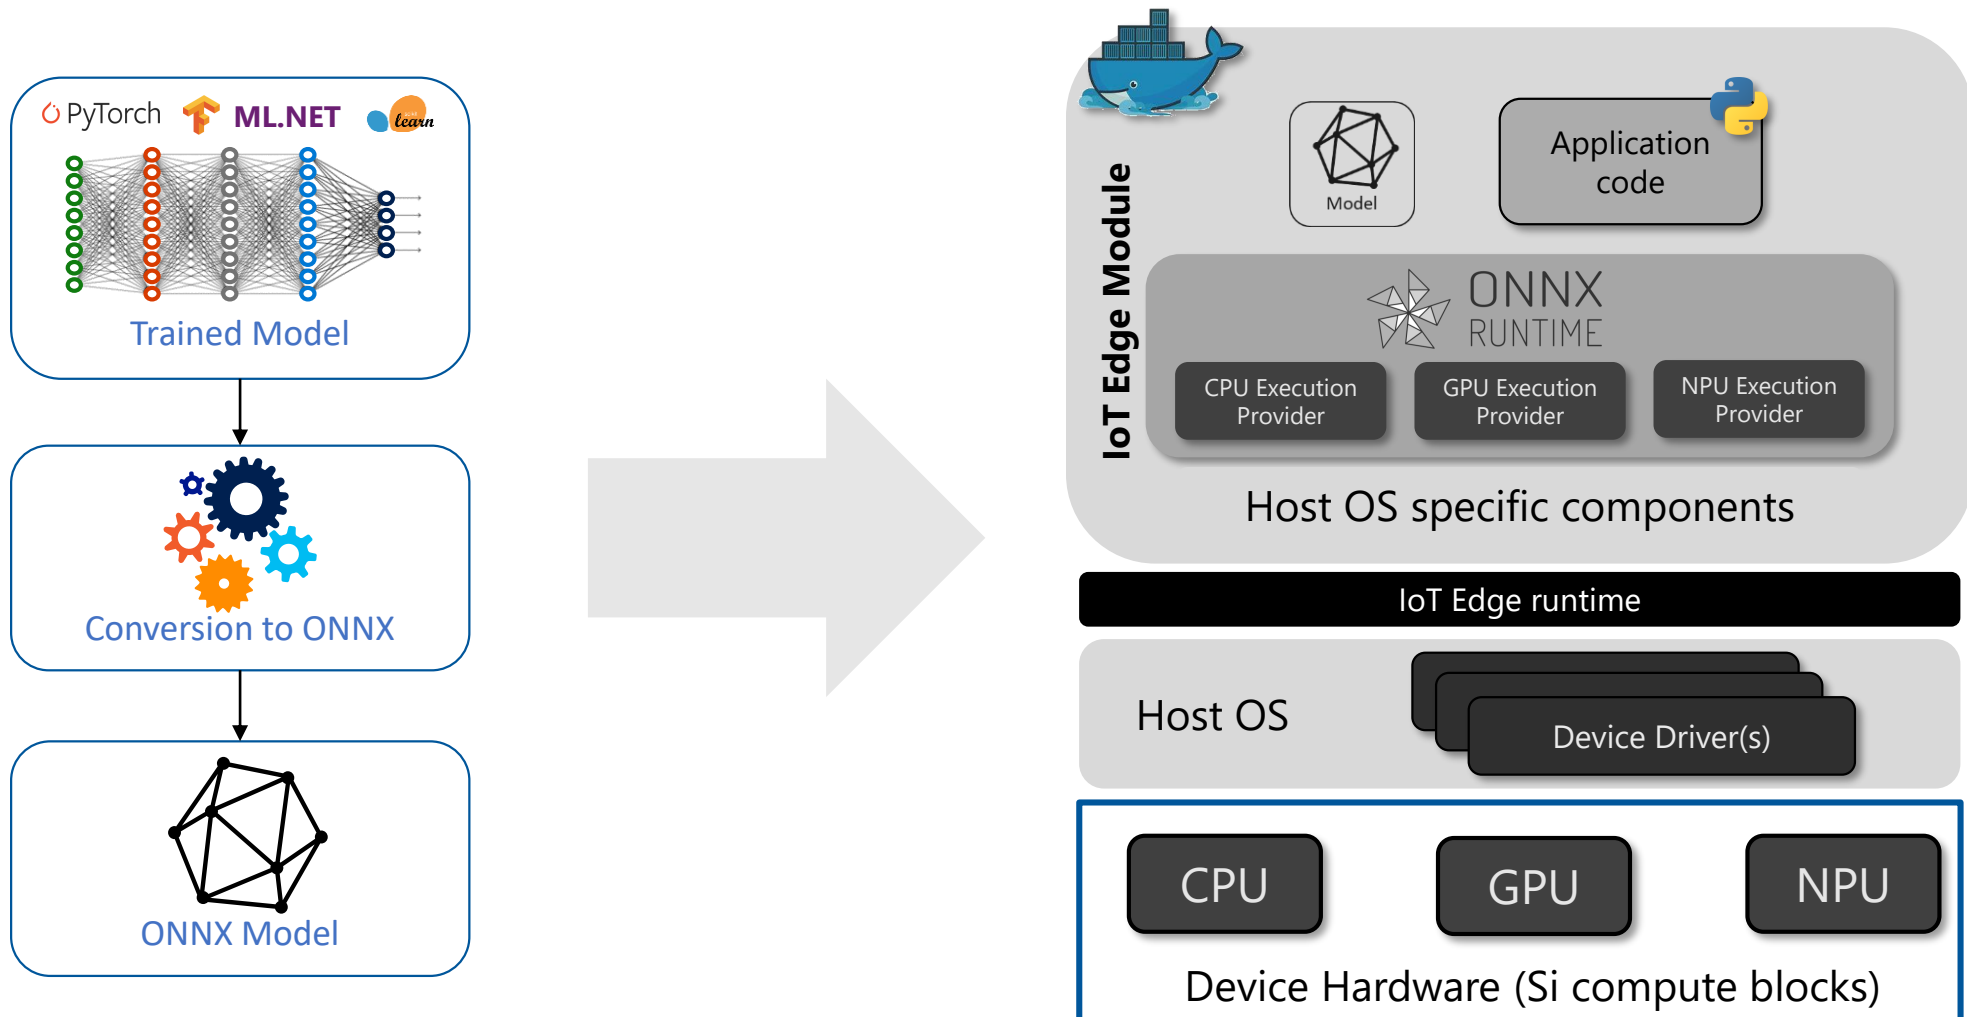 PyTorch
ML.NET
learn
Trained Model
Conversion to ONNX
ONNX Model
IoT Edge Module
Model
Application
code
ONNX
RUNTIME
CPU Execution
Provider
GPU Execution
Provider
NPU Execution
Provider
Host OS specific components
IoT Edge runtime
Host OS
Device Driver(s)
CPU
GPU
NPU
Device Hardware (Si compute blocks)